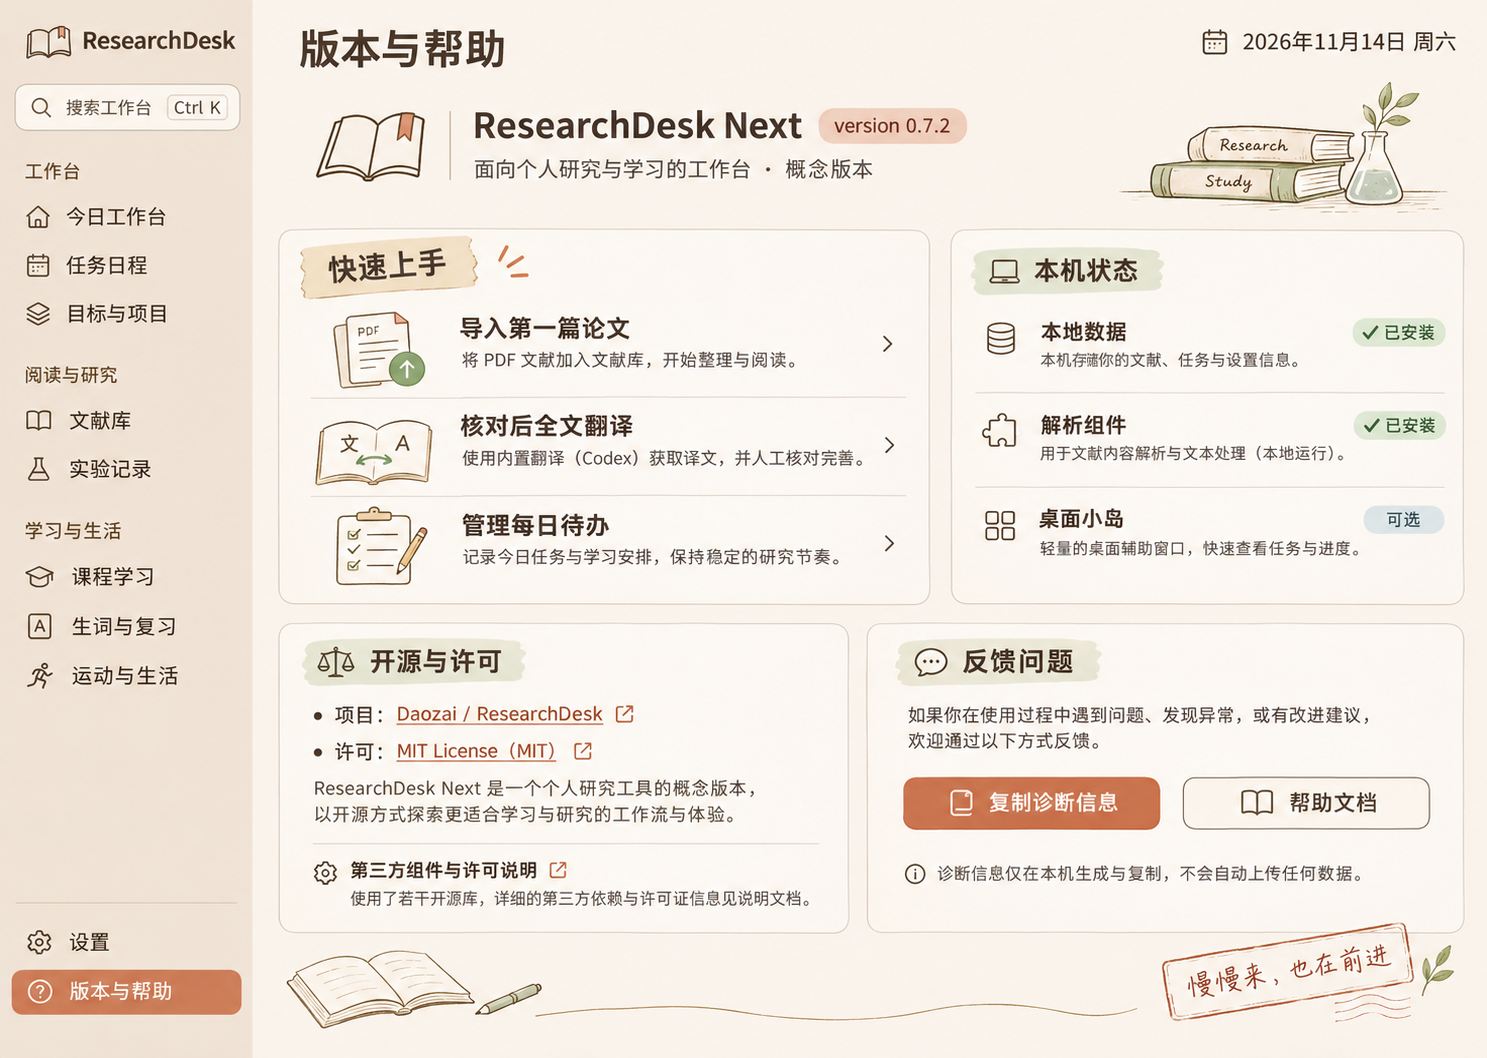 ResearchDesk
搜索工作台 Ctrl K
工作台
今日工作台
任务日程
目标与项目
阅读与研究
文献库
实验记录
学习与生活
课程学习
A 生词与复习
运动与生活
设置
版本与帮助
版本与帮助
2026年11月14日 周六
ResearchDesk Next version 0.7.2
面向个人研究与学习的工作台 · 概念版本
Research
Study
快速上手
PDF
导入第一篇论文
将 PDF 文献加入文献库，开始整理与阅读。
文 A
核对后全文翻译
使用内置翻译（Codex）获取译文，并人工核对完善。
管理每日待办
记录今日任务与学习安排，保持稳定的研究节奏。
本机状态
本地数据 已安装
本机存储你的文献、任务与设置信息。
解析组件 已安装
用于文献内容解析与文本处理（本地运行）。
桌面小岛 可选
轻量的桌面辅助窗口，快速查看任务与进度。
开源与许可
• 项目： Daozai / ResearchDesk
• 许可： MIT License（MIT）
ResearchDesk Next 是一个个人研究工具的概念版本，
以开源方式探索更适合学习与研究的工作流与体验。
第三方组件与许可说明
使用了若干开源库，详细的第三方依赖与许可证信息见说明文档。
反馈问题
如果你在使用过程中遇到问题、发现异常，或有改进建议，
欢迎通过以下方式反馈。
复制诊断信息 帮助文档
诊断信息仅在本机生成与复制，不会自动上传任何数据。
慢慢来，也在前进